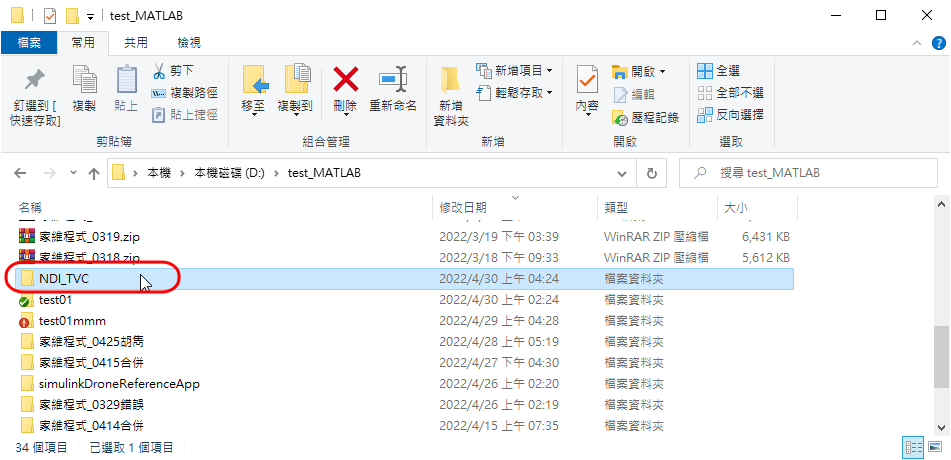 test_MATLAB
檔案 常用 共用 檢視
釘選到 [
快速存取]
複製
貼上
剪下
複製路徑
貼上捷徑
剪貼簿
移至
複製到
刪除
重新命名
組合管理
新增
資料夾
新增項目
輕鬆存取
新增
內容
開啟
編輯
歷程記錄
開啟
全選
全部不選
反向選擇
選取
本機 本機磁碟 (D:) test_MATLAB
搜尋 test_MATLAB
名稱 修改日期 類型 大小
家維程式_0319.zip 2022/3/19 下午 03:39 WinRAR ZIP 壓縮檔 6,431 KB
家維程式_0318.zip 2022/3/18 下午 09:33 WinRAR ZIP 壓縮檔 5,612 KB
NDI_TVC 2022/4/30 上午 04:24 檔案資料夾
test01 2022/4/30 上午 02:24 檔案資料夾
test01mmm 2022/4/29 上午 04:28 檔案資料夾
家維程式_0425胡雋 2022/4/28 上午 05:19 檔案資料夾
家維程式_0415合併 2022/4/27 下午 04:30 檔案資料夾
simulinkDroneReferenceApp 2022/4/26 上午 02:20 檔案資料夾
家維程式_0329錯誤 2022/4/26 上午 02:19 檔案資料夾
家維程式_0414合併 2022/4/15 上午 07:35 檔案資料夾
34 個項目 已選取 1 個項目